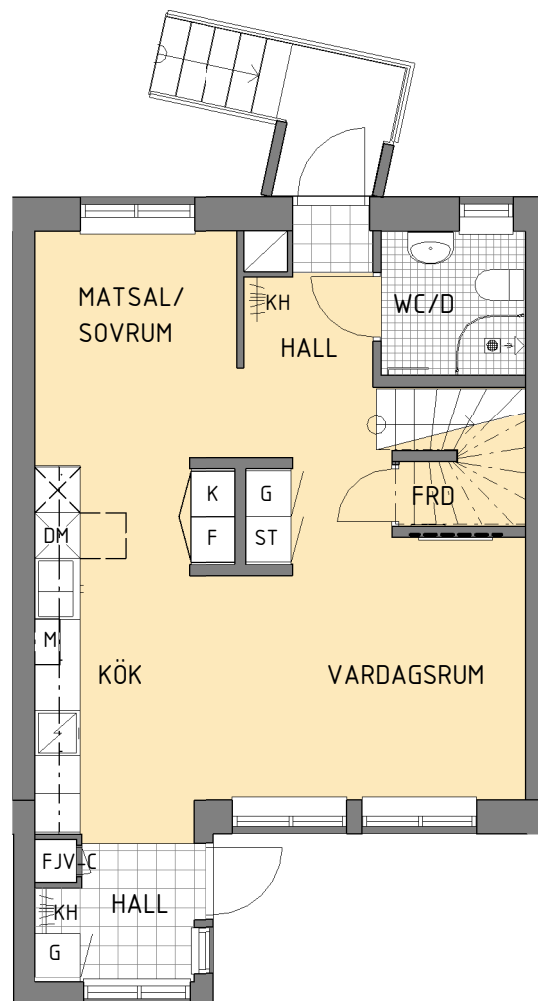 MATSAL/
SOVRUM
KH
HALL
WC/D
K
G
F
ST
FRD
DM
M
KÖK
VARDAGSRUM
FJV-C
KH
HALL
G